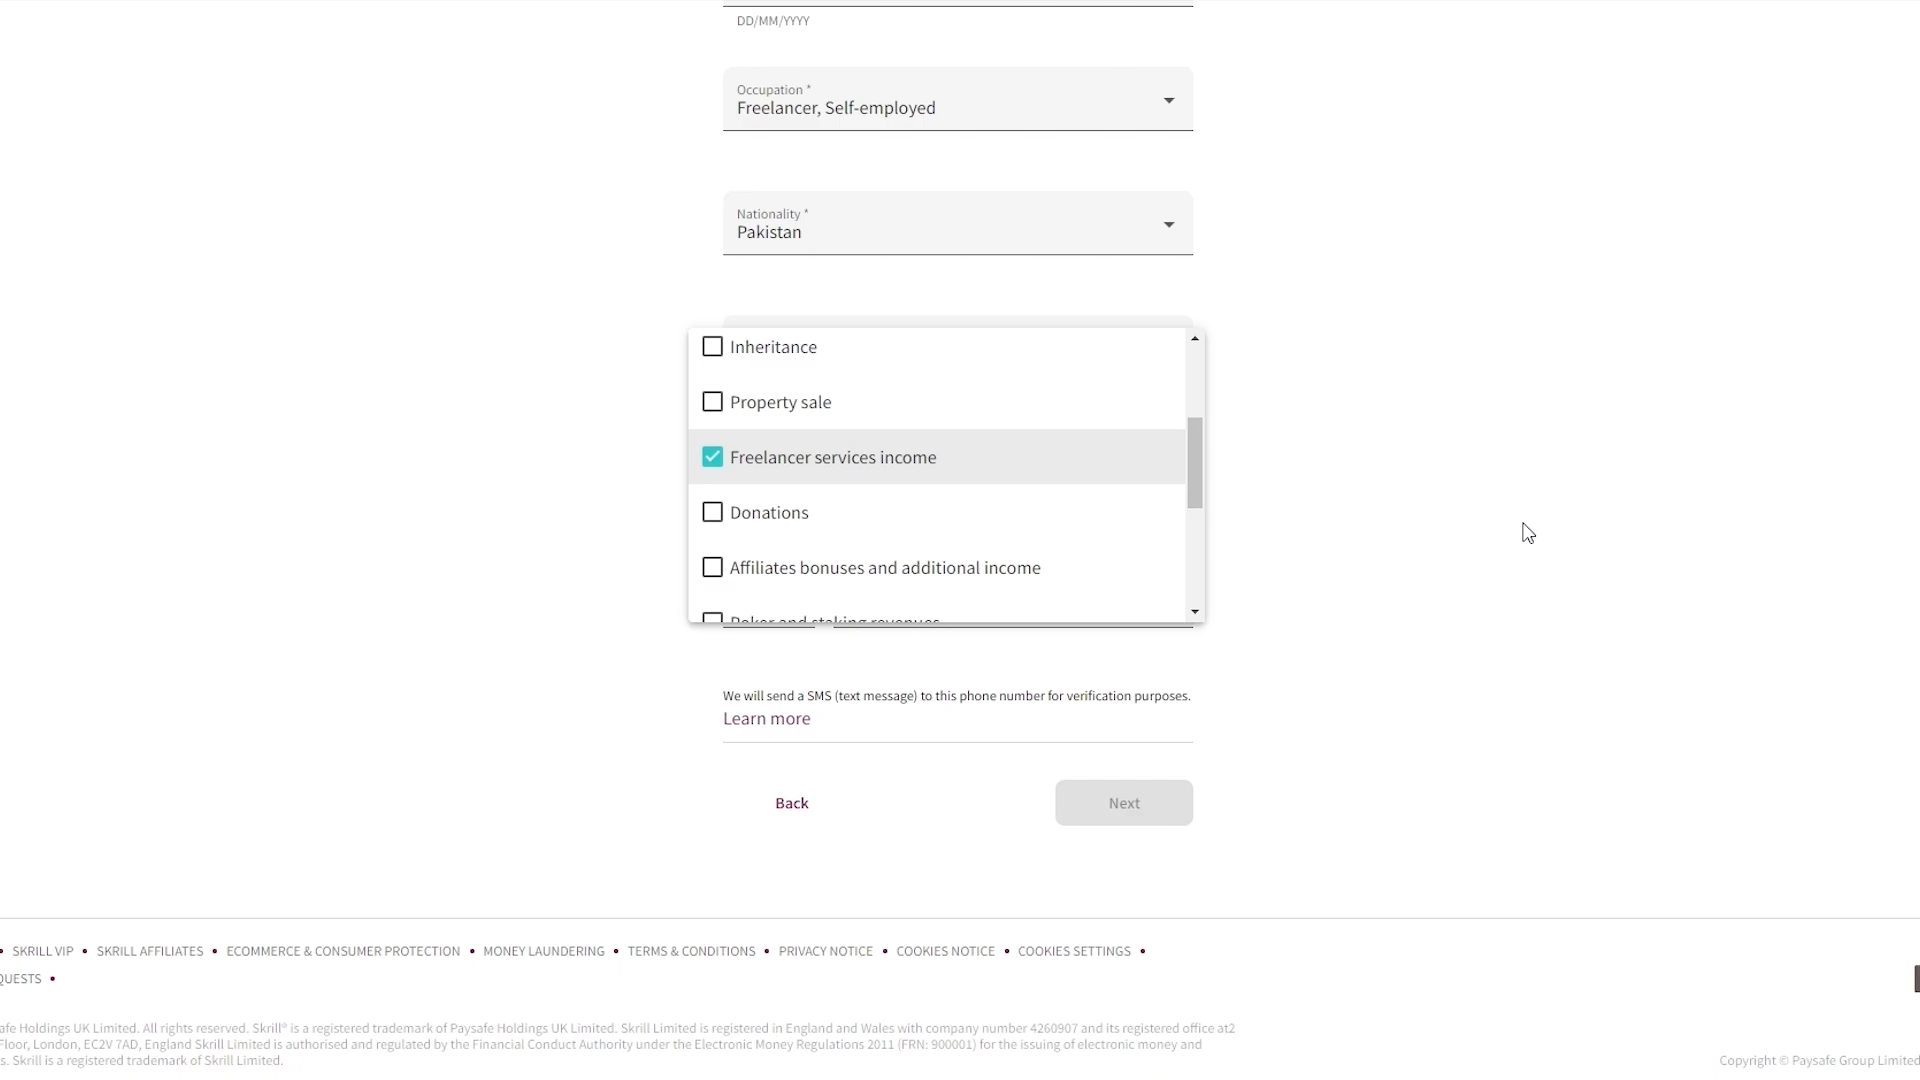 DD/MM/YYYY
Occupation *
Freelancer, Self-employed
Nationality *
Pakistan
Inheritance
Property sale
Freelancer services income
Donations
Affiliates bonuses and additional income
Poker and staking revenues
We will send a SMS (text message) to this phone number for verification purposes.
Learn more
Back
Next
• SKRILL VIP • SKRILL AFFILIATES • ECOMMERCE & CONSUMER PROTECTION • MONEY LAUNDERING • TERMS & CONDITIONS • PRIVACY NOTICE • COOKIES NOTICE • COOKIES SETTINGS •
QUESTS •
afe Holdings UK Limited. All rights reserved. Skrill® is a registered trademark of Paysafe Holdings UK Limited. Skrill Limited is registered in England and Wales with company number 4260907 and its registered office at2
Floor, London, EC2V 7AD, England Skrill Limited is authorised and regulated by the Financial Conduct Authority under the Electronic Money Regulations 2011 (FRN: 900001) for the issuing of electronic money and
s. Skrill is a registered trademark of Skrill Limited.
Copyright © Paysafe Group Limited